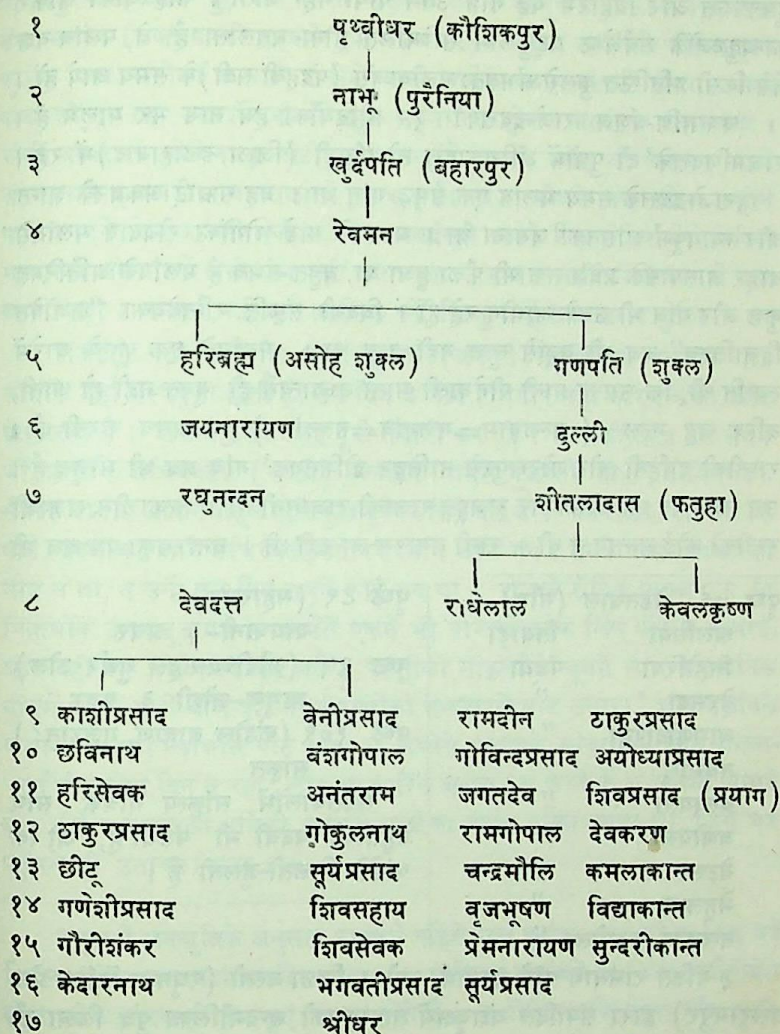 १ पृथ्वीधर (कौशिकपुर)
२ नाभू (पुरैनिया)
३ खुर्दपति (बहारपुर)
४ रेवमन
५ हरिब्रह्म (असोह शुक्ल) गणपति (शुक्ल)
६ जयनारायण दुल्ली
७ रघुनन्दन शीतलादास (फतुहा)
८ देवदत्त राधेलाल केवलकृष्ण
९ काशीप्रसाद वेनीप्रसाद रामदीन ठाकुरप्रसाद
१० छविनाथ वंशगोपाल गोविन्दप्रसाद अयोध्याप्रसाद
११ हरिसेवक अनंतराम जगतदेव शिवप्रसाद (प्रयाग)
१२ ठाकुरप्रसाद गोकुलनाथ रामगोपाल देवकरण
१३ छीटू सूर्यप्रसाद चन्द्रमौलि कमलाकान्त
१४ गणेशीप्रसाद शिवसहाय वृजभूषण विद्याकान्त
१५ गौरीशंकर शिवसेवक प्रेमनारायण सुन्दरीकान्त
१६ केदारनाथ भगवतीप्रसाद सूर्यप्रसाद
१७ श्रीधर